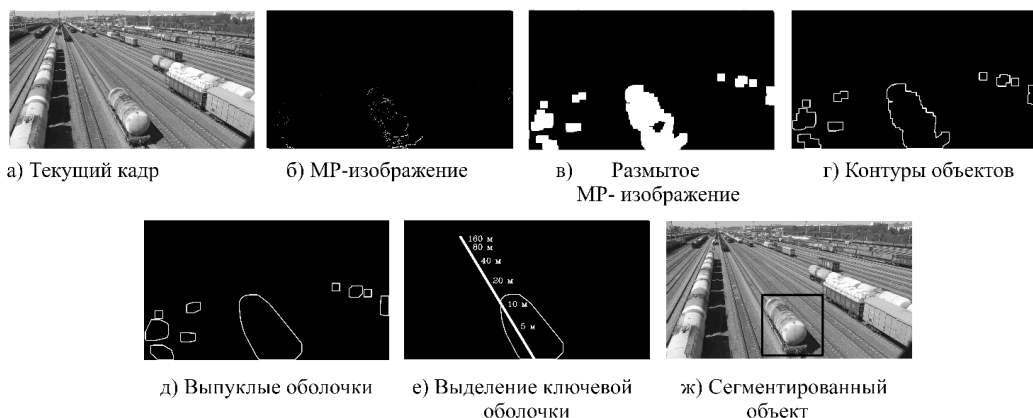 а) Текущий кадр
б) МР-изображение
в) Размытое
МР- изображение
г) Контуры объектов
160 м
80 м
40 м
20 м
10 м
5 м
д) Выпуклые оболочки
е) Выделение ключевой
оболочки
ж) Сегментированный
объект